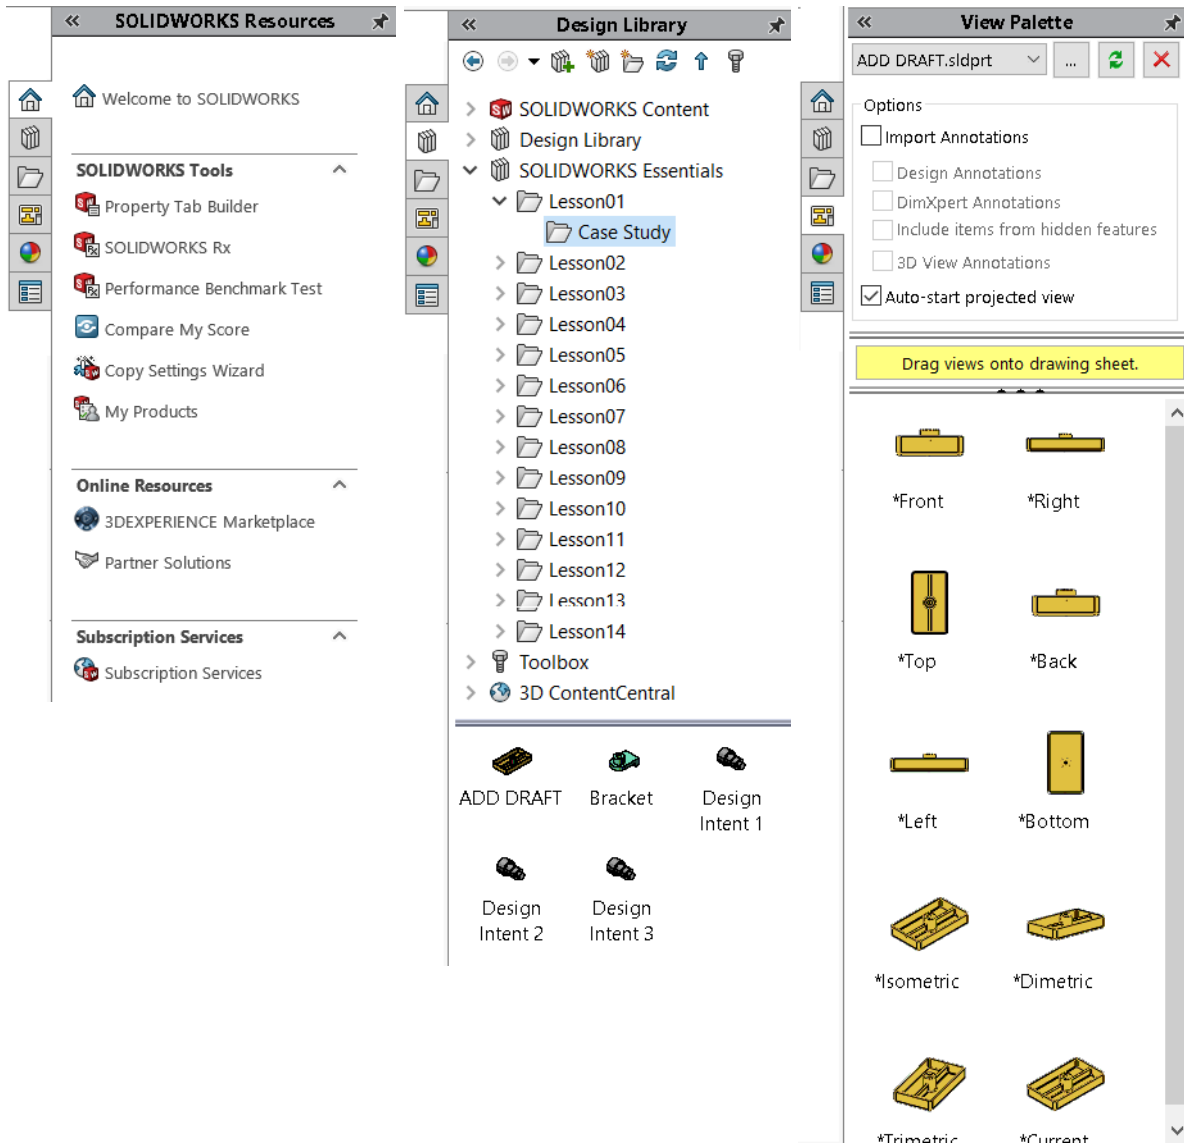 SOLIDWORKS Resources
Welcome to SOLIDWORKS
SOLIDWORKS Tools
Property Tab Builder
SOLIDWORKS Rx
Performance Benchmark Test
Compare My Score
Copy Settings Wizard
My Products
Online Resources
3DEXPERIENCE Marketplace
Partner Solutions
Subscription Services
Subscription Services
Design Library
SOLIDWORKS Content
Design Library
SOLIDWORKS Essentials
Lesson01
Case Study
Lesson02
Lesson03
Lesson04
Lesson05
Lesson06
Lesson07
Lesson08
Lesson09
Lesson10
Lesson11
Lesson12
Lesson13
Lesson14
Toolbox
3D ContentCentral
ADD DRAFT
Bracket
Design
Intent 1
Design
Intent 2
Design
Intent 3
View Palette
ADD DRAFT.sldprt
...
Options
Import Annotations
Design Annotations
DimXpert Annotations
Include items from hidden features
3D View Annotations
Auto-start projected view
Drag views onto drawing sheet.
*Front
*Right
*Top
*Back
*Left
*Bottom
*Isometric
*Dimetric
*Trimetric
*Current